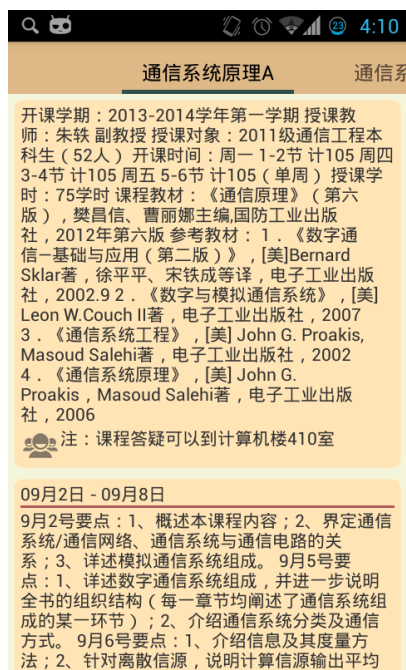 23 4:10
通信系统原理A 通信系
开课学期：2013-2014学年第一学期 授课教
师：朱轶 副教授 授课对象：2011级通信工程本
科生（52人） 开课时间：周一 1-2节 计105 周四
3-4节 计105 周五 5-6节 计105（单周） 授课学
时：75学时 课程教材：《通信原理》（第六
版），樊昌信、曹丽娜主编,国防工业出版
社，2012年第六版 参考教材： 1．《数字通
信—基础与应用（第二版）》，[美]Bernard
Sklar著，徐平平、宋铁成等译，电子工业出版
社，2002.9 2．《数字与模拟通信系统》，[美]
Leon W.Couch II著，电子工业出版社，2007
3．《通信系统工程》，[美] John G. Proakis,
Masoud Salehi著，电子工业出版社，2002
4．《通信系统原理》，[美] John G.
Proakis，Masoud Salehi著，电子工业出版
社，2006
注：课程答疑可以到计算机楼410室
09月2日 - 09月8日
9月2号要点：1、概述本课程内容；2、界定通信
系统/通信网络、通信系统与通信电路的关
系；3、详述模拟通信系统组成。 9月5号要
点：1、详述数字通信系统组成，并进一步说明
全书的组织结构（每一章节均阐述了通信系统组
成的某一环节）；2、介绍通信系统分类及通信
方式。 9月6号要点：1、介绍信息及其度量方
法；2、针对离散信源，说明计算信源输出平均